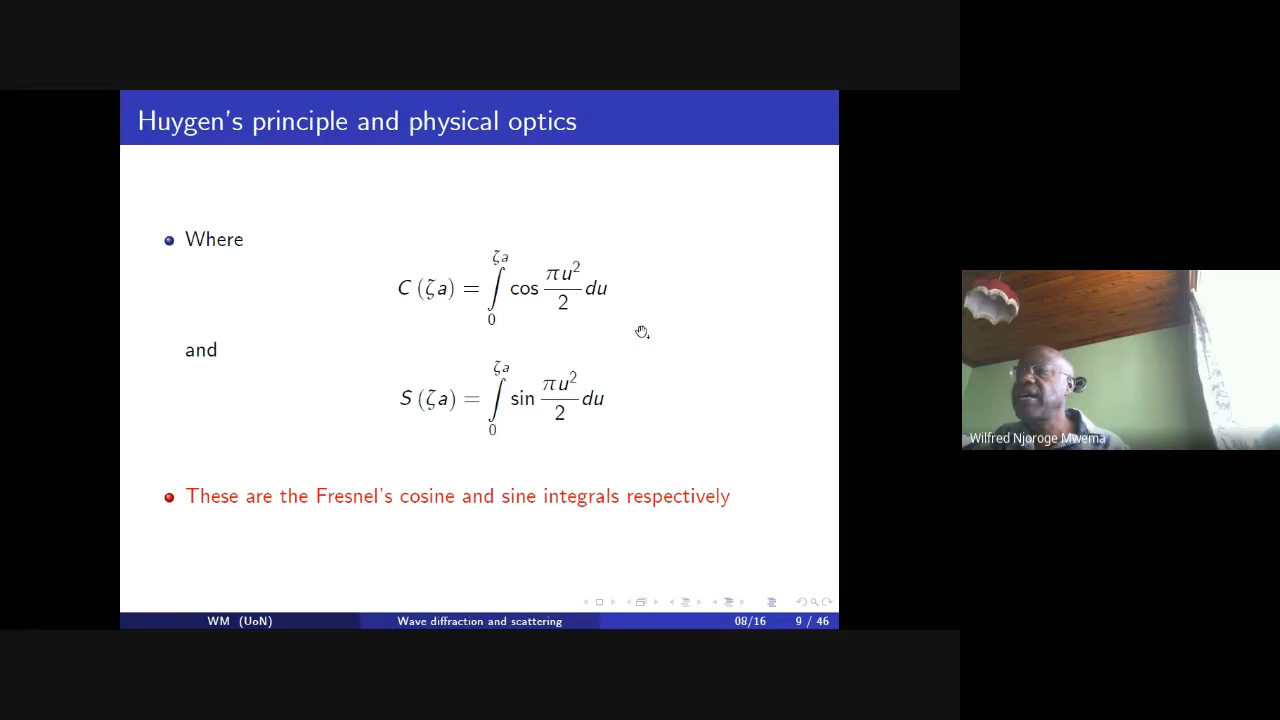 Huygen's principle and physical optics
Where
C (ζa) = ∫₀^ζa cos πu²/2 du
and
S (ζa) = ∫₀^ζa sin πu²/2 du
These are the Fresnel's cosine and sine integrals respectively
WM (UoN) Wave diffraction and scattering 08/16 9 / 46
Wilfred Njoroge Mwema